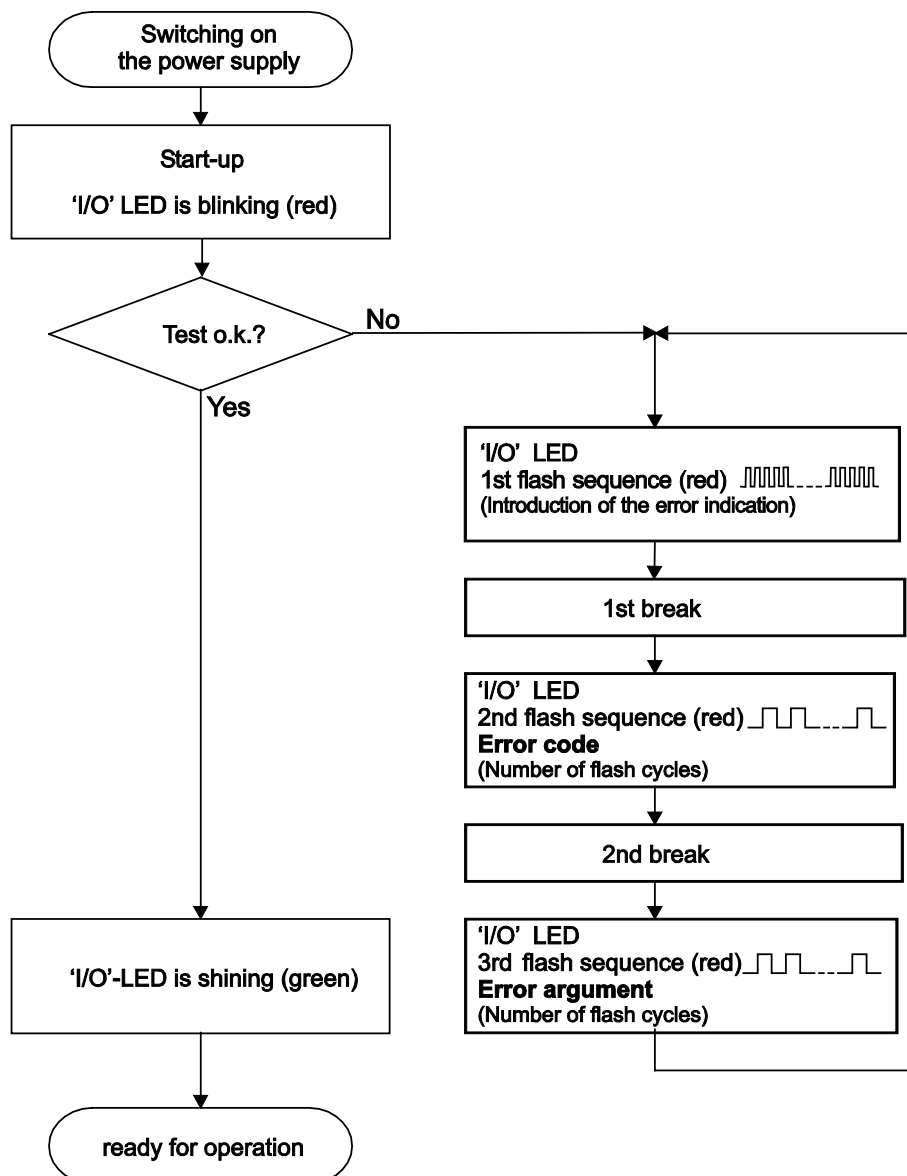 Switching on
the power supply
Start-up
‘I/O’ LED is blinking (red)
Test o.k.?
No
Yes
‘I/O’ LED
1st flash sequence (red)
(Introduction of the error indication)
1st break
‘I/O’ LED
2nd flash sequence (red)
Error code
(Number of flash cycles)
2nd break
‘I/O’ LED
3rd flash sequence (red)
Error argument
(Number of flash cycles)
‘I/O’-LED is shining (green)
ready for operation